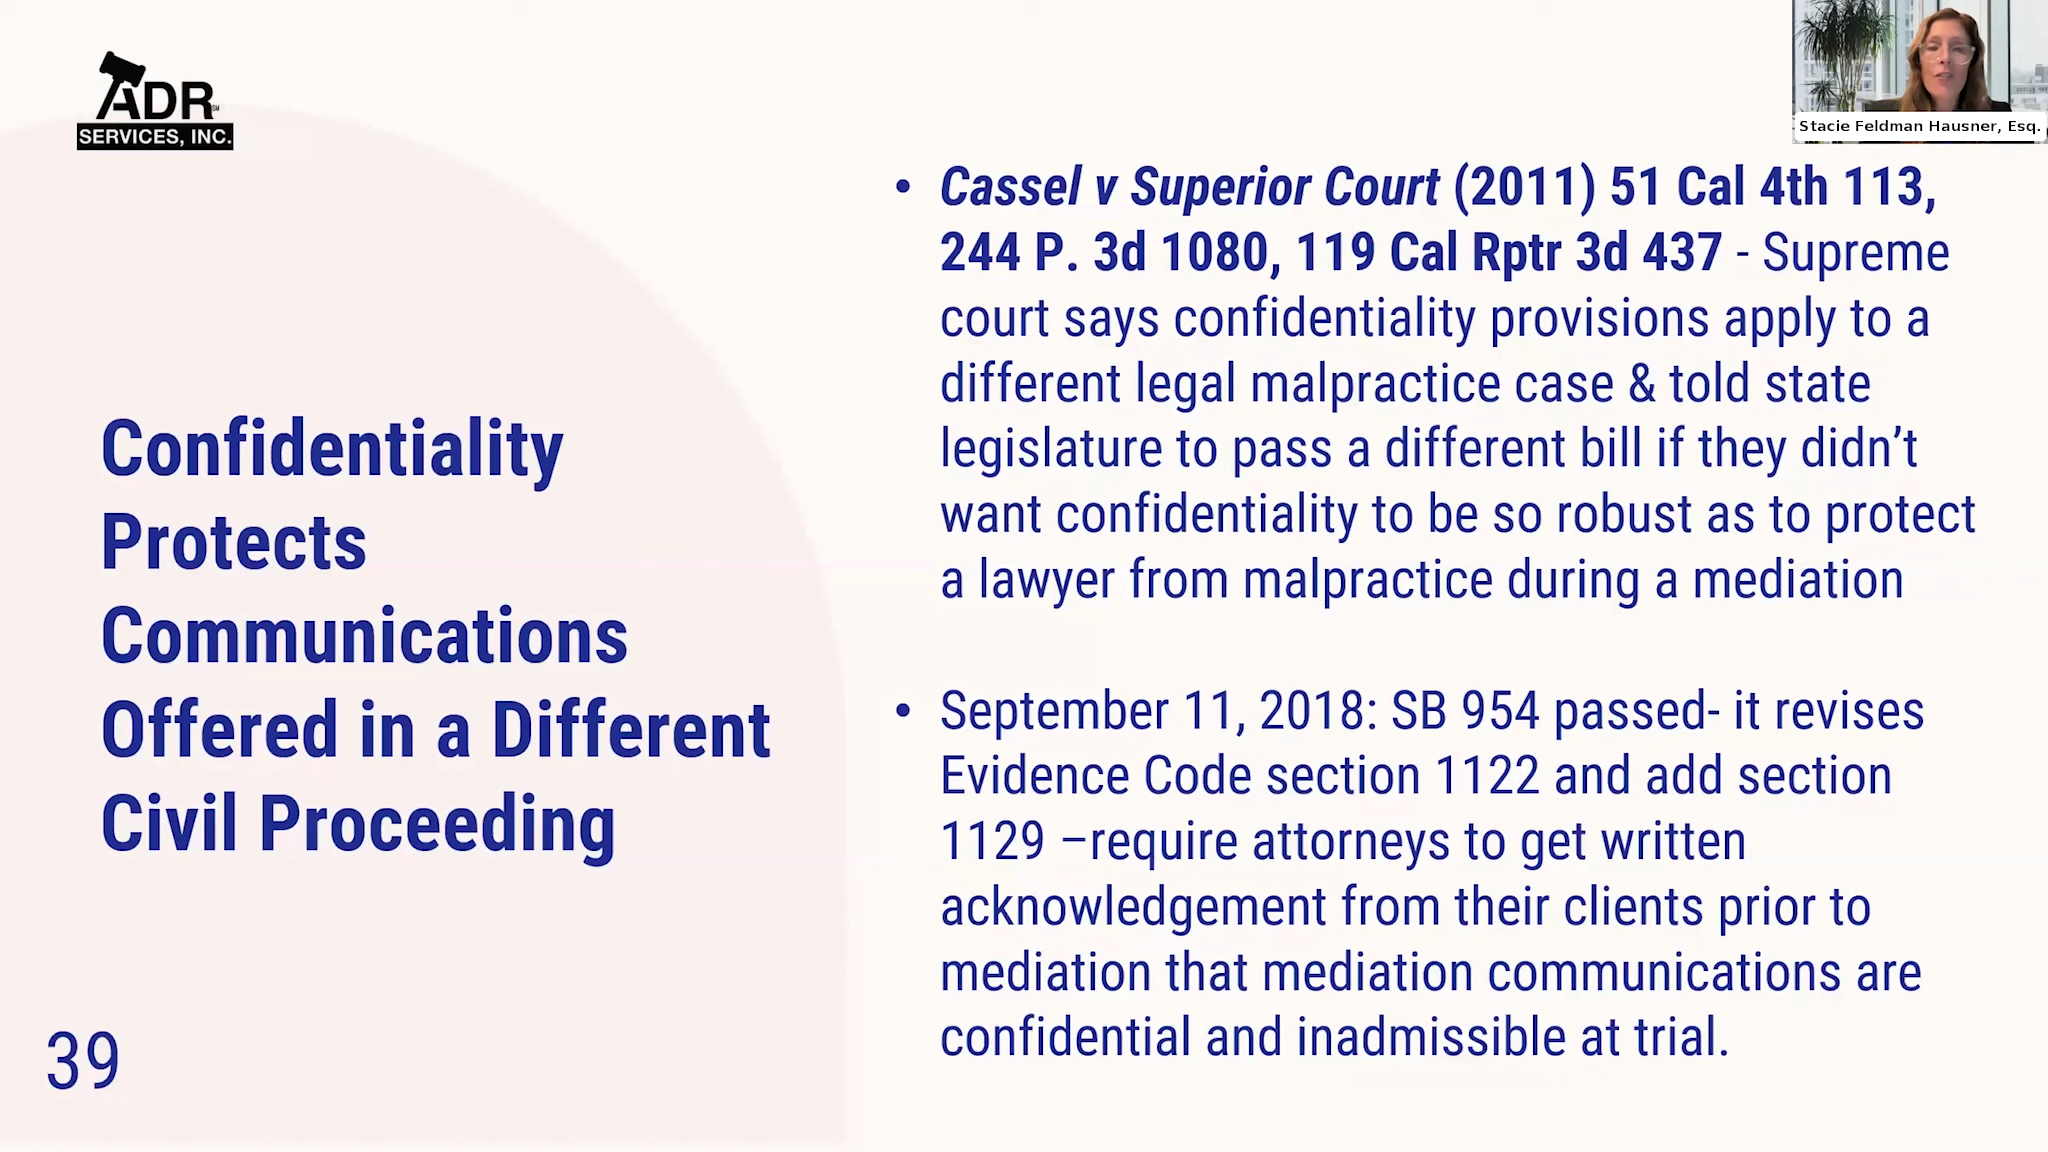 ADR SM
SERVICES, INC.
Stacie Feldman Hausner, Esq.
Confidentiality
Protects
Communications
Offered in a Different
Civil Proceeding
39
• Cassel v Superior Court (2011) 51 Cal 4th 113,
244 P. 3d 1080, 119 Cal Rptr 3d 437 - Supreme
court says confidentiality provisions apply to a
different legal malpractice case & told state
legislature to pass a different bill if they didn’t
want confidentiality to be so robust as to protect
a lawyer from malpractice during a mediation
• September 11, 2018: SB 954 passed- it revises
Evidence Code section 1122 and add section
1129 –require attorneys to get written
acknowledgement from their clients prior to
mediation that mediation communications are
confidential and inadmissible at trial.